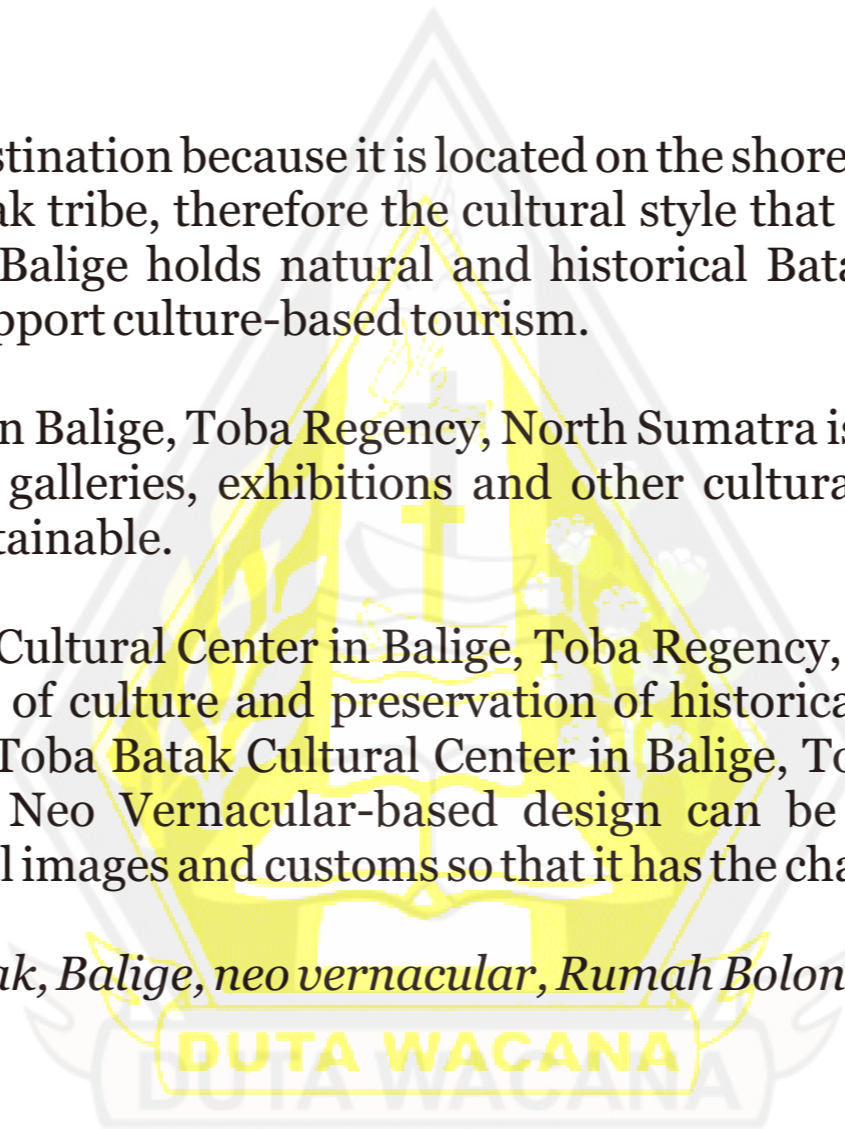 stination because it is located on the shore
ak tribe, therefore the cultural style that
Balige holds natural and historical Bata
pport culture-based tourism.
n Balige, Toba Regency, North Sumatra is
galleries, exhibitions and other cultura
tainable.
Cultural Center in Balige, Toba Regency,
of culture and preservation of historica
Toba Batak Cultural Center in Balige, To
Neo Vernacular-based design can be
l images and customs so that it has the cha
ak, Balige, neo vernacular, Rumah Bolon
DUTA WACANA
DUTA WACANA